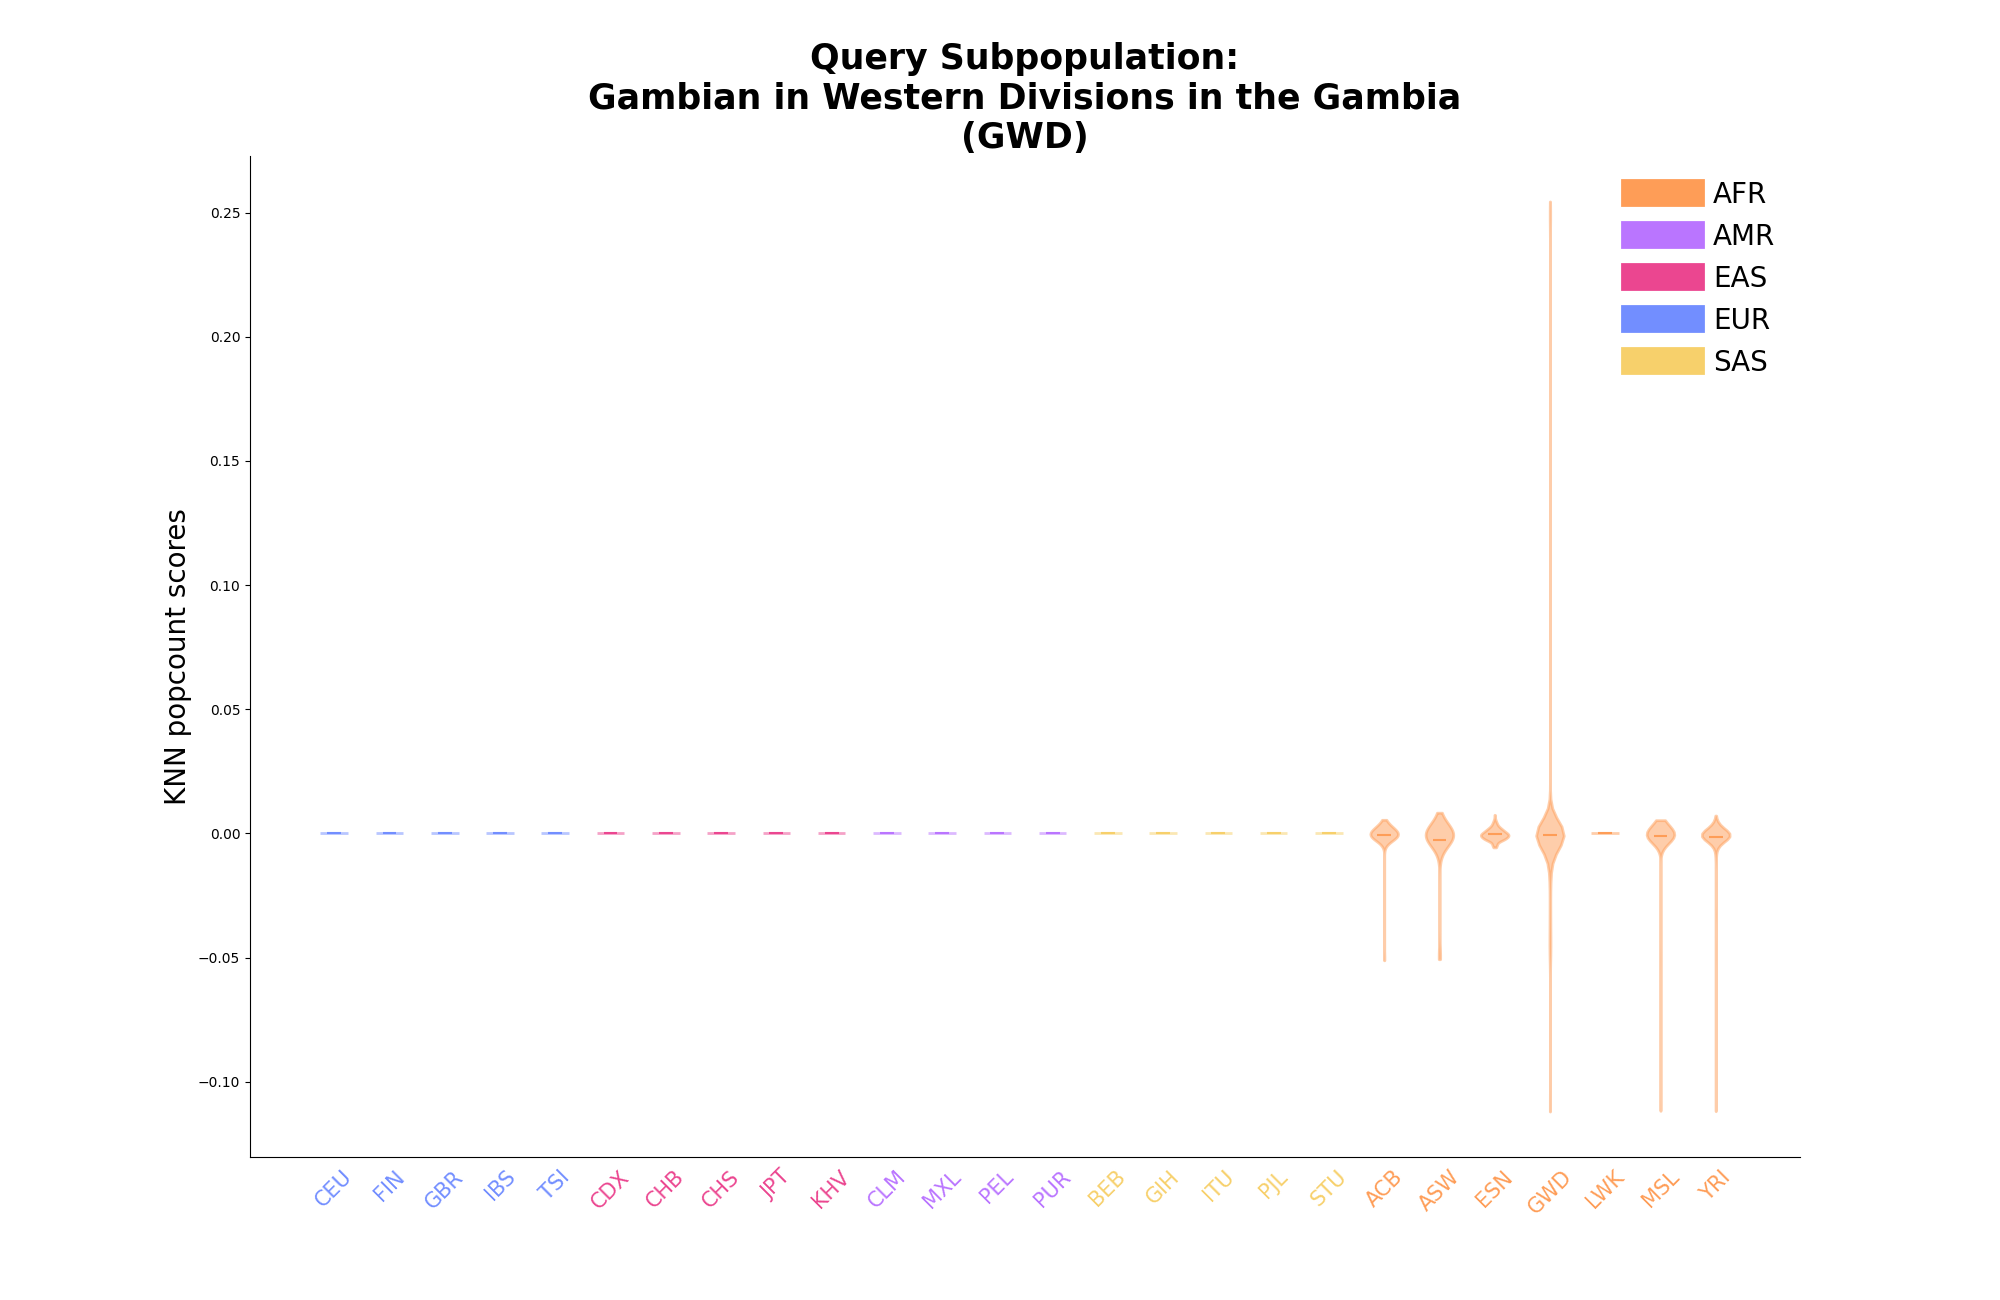 Query Subpopulation:
Gambian in Western Divisions in the Gambia
(GWD)
AFR
AMR
EAS
EUR
SAS
KNN popcount scores
0.25
0.20
0.15
0.10
0.05
0.00
−0.05
−0.10
CEU FIN GBR IBS TSI CDX CHB CHS JPT KHV CLM MXL PEL PUR BEB GIH ITU PJL STU ACB ASW ESN GWD LWK MSL YRI